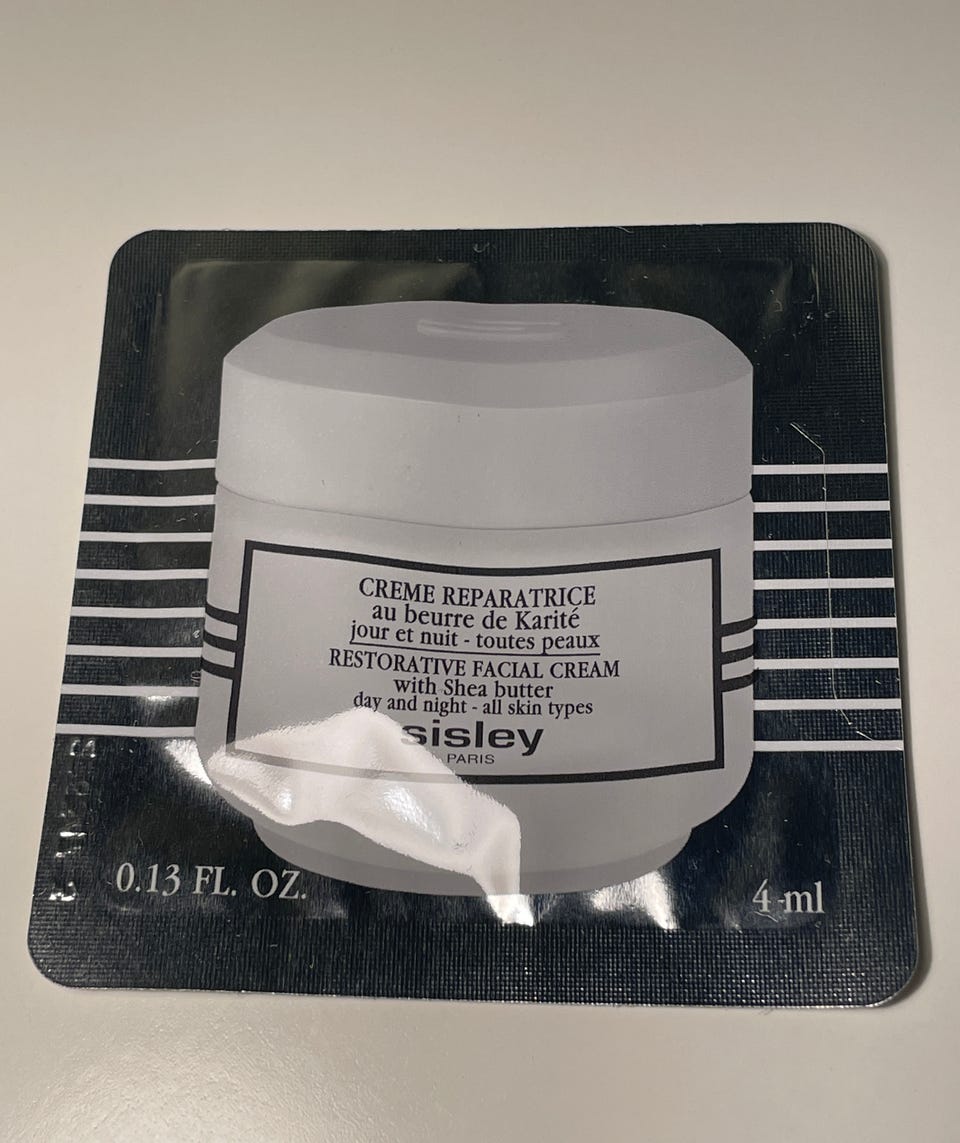 CREME REPARATRICE
au beurre de Karité
jour et nuit - toutes peaux
RESTORATIVE FACIAL CREAM
with Shea butter
day and night - all skin types
sisley
PARIS
0.13 FL. OZ.
4 ml